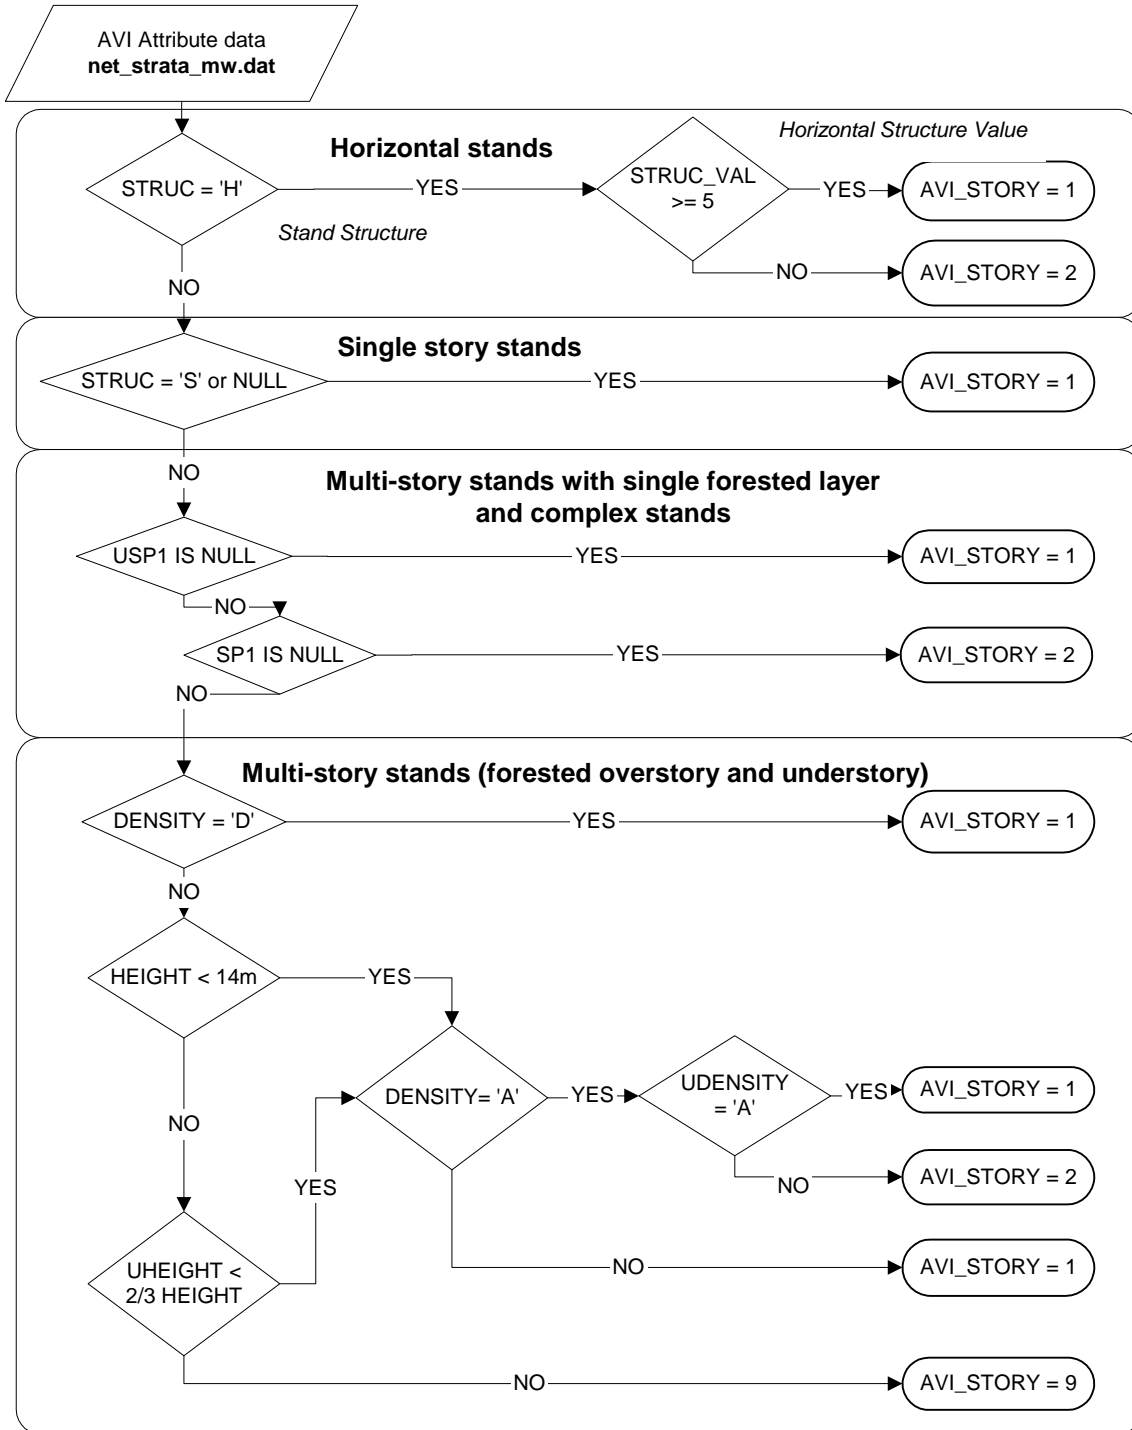 AVI Attribute data
net_strata_mw.dat
Horizontal stands
Horizontal Structure Value
STRUC = 'H'
YES
STRUC_VAL
>= 5
YES
AVI_STORY = 1
Stand Structure
NO
AVI_STORY = 2
NO
Single story stands
STRUC = 'S' or NULL
YES
AVI_STORY = 1
NO
Multi-story stands with single forested layer
and complex stands
USP1 IS NULL
YES
AVI_STORY = 1
NO
SP1 IS NULL
YES
AVI_STORY = 2
NO
Multi-story stands (forested overstory and understory)
DENSITY = 'D'
YES
AVI_STORY = 1
NO
HEIGHT < 14m
YES
DENSITY= 'A'
YES
UDENSITY
= 'A'
YES
AVI_STORY = 1
NO
YES
NO
AVI_STORY = 2
UHEIGHT <
2/3 HEIGHT
NO
AVI_STORY = 1
NO
AVI_STORY = 9